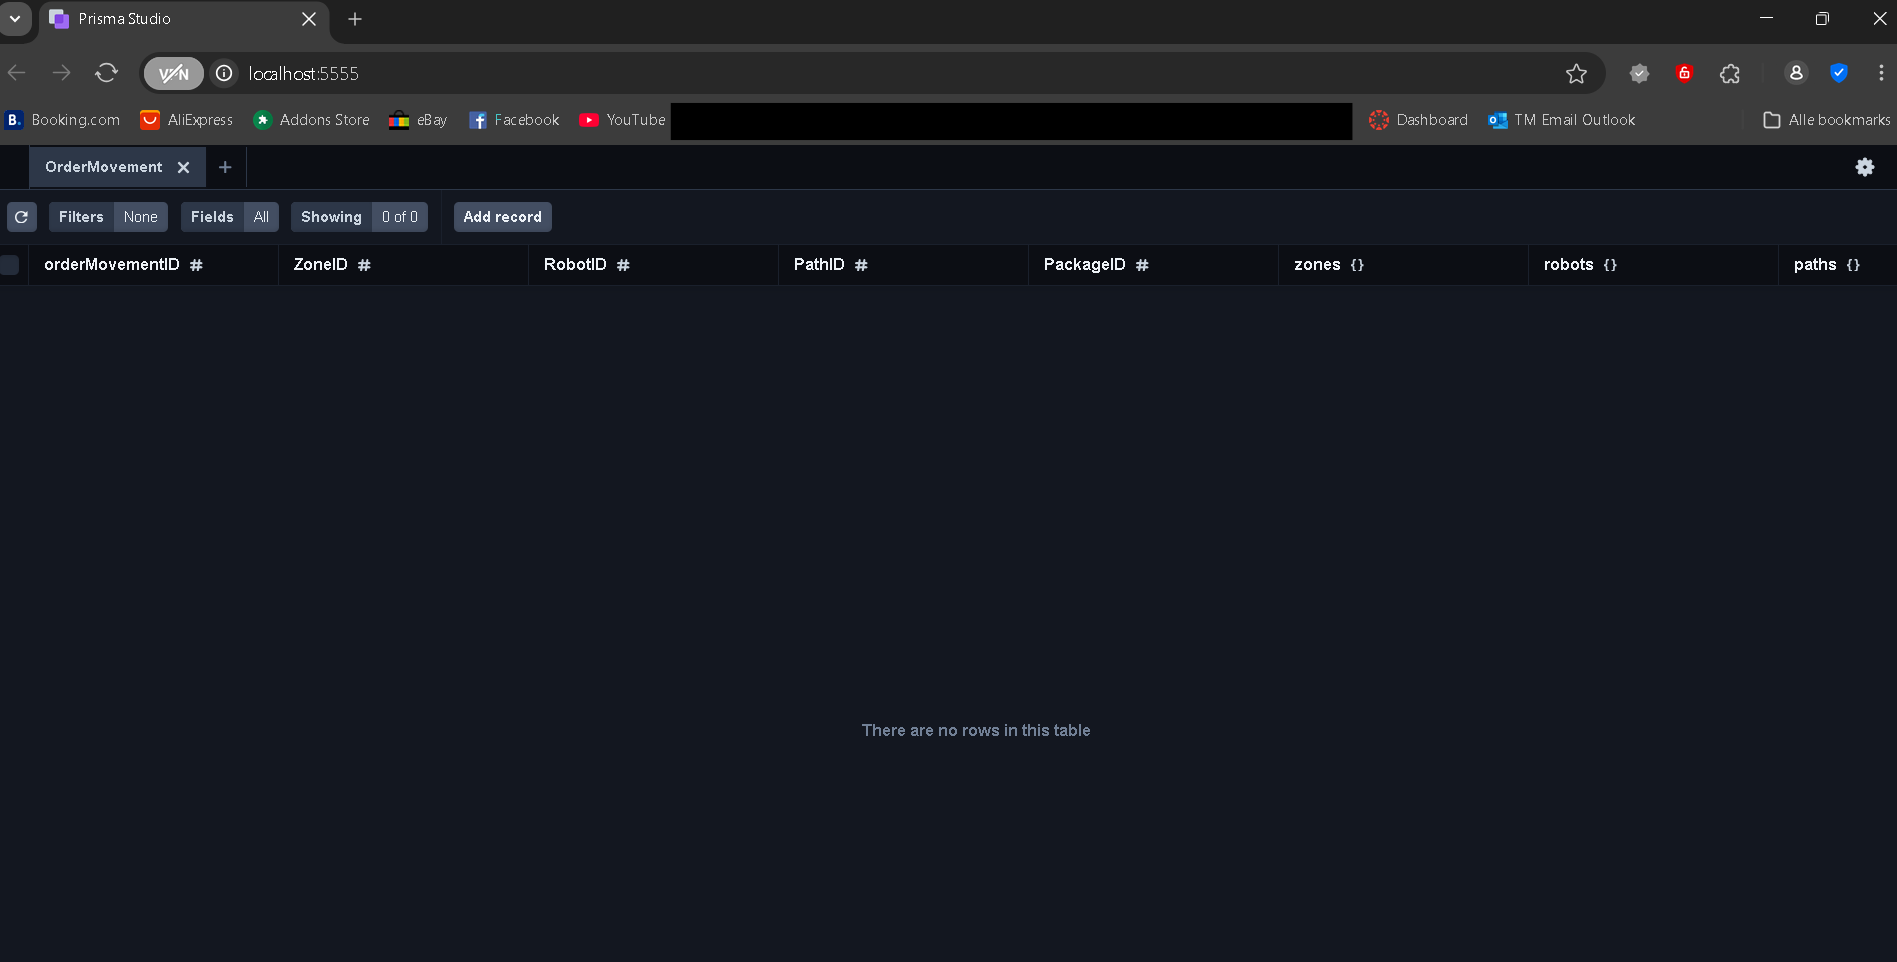 Prisma Studio
VPN localhost:5555
B. Booking.com AliExpress Addons Store eBay Facebook YouTube Dashboard TM Email Outlook Alle bookmarks
OrderMovement
Filters None Fields All Showing 0 of 0 Add record
orderMovementID # ZoneID # RobotID # PathID # PackageID # zones {} robots {} paths {}
There are no rows in this table